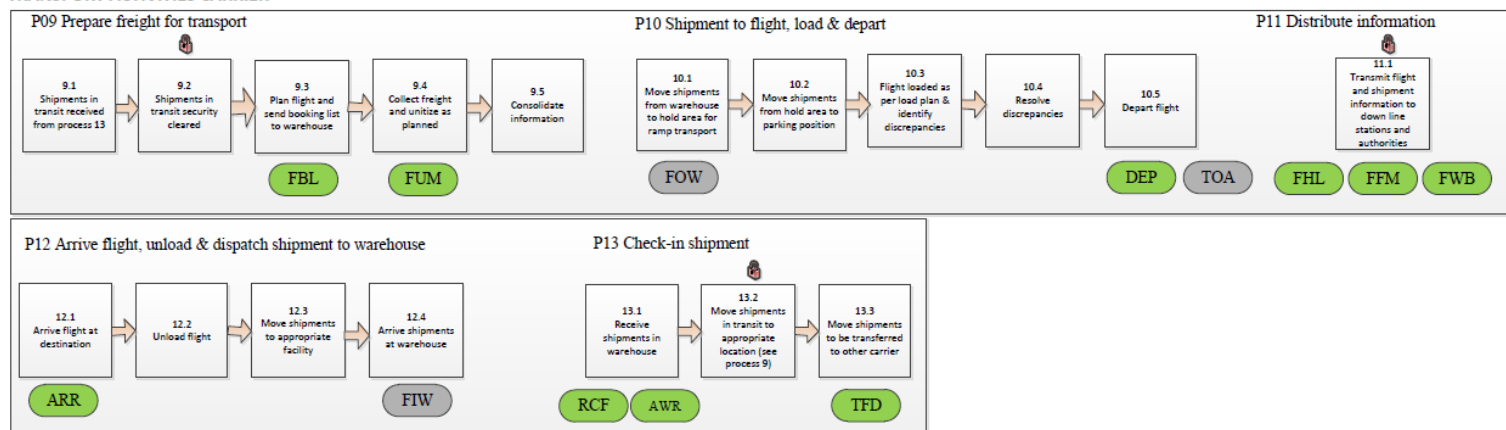 P09 Prepare freight for transport
P10 Shipment to flight, load & depart
P11 Distribute information
9.1
Shipments in
transit received
from process 13
9.2
Shipments in
transit security
cleared
9.3
Plan flight and
send booking list
to warehouse
9.4
Collect freight
and unitize as
planned
9.5
Consolidate
information
10.1
Move shipments
from warehouse
to hold area for
ramp transport
10.2
Move shipments
from hold area to
parking position
10.3
Flight loaded as
per load plan &
identify
discrepancies
10.4
Resolve
discrepancies
10.5
Depart flight
11.1
Transmit flight
and shipment
information to
down line
stations and
authorities
FBL
FUM
FOW
DEP
TOA
FHL
FFM
FWB
P12 Arrive flight, unload & dispatch shipment to warehouse
P13 Check-in shipment
12.1
Arrive flight at
destination
12.2
Unload flight
12.3
Move shipments
to appropriate
facility
12.4
Arrive shipments
at warehouse
13.1
Receive
shipments in
warehouse
13.2
Move shipments
in transit to
appropriate
location (see
process 9)
13.3
Move shipments
to be transferred
to other carrier
ARR
FIW
RCF
AWR
TFD